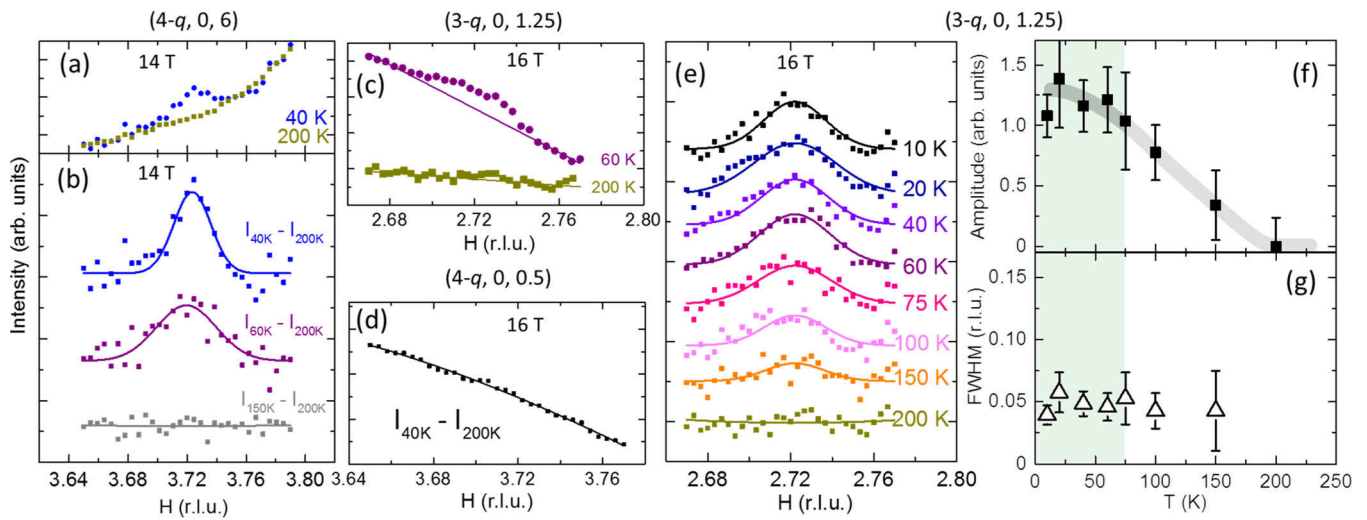 (4-q, 0, 6)
(3-q, 0, 1.25)
(3-q, 0, 1.25)
(a)
14 T
40 K
200 K
(b)
14 T
I40K – I200K
I60K – I200K
I150K – I200K
3.64 3.68 3.72 3.76 3.80
H (r.l.u.)
Intensity (arb. units)
(c)
16 T
60 K
200 K
2.68 2.72 2.76 2.80
H (r.l.u.)
(4-q, 0, 0.5)
(d)
16 T
I40K – I200K
3.64 3.68 3.72 3.76
H (r.l.u.)
(e)
16 T
10 K
20 K
40 K
60 K
75 K
100 K
150 K
200 K
2.68 2.72 2.76 2.80
H (r.l.u.)
(f)
Amplitude (arb. units)
1.5
1.0
0.5
0
(g)
FWHM (r.l.u.)
0.15
0.10
0.05
0.00
0 50 100 150 200 250
T (K)